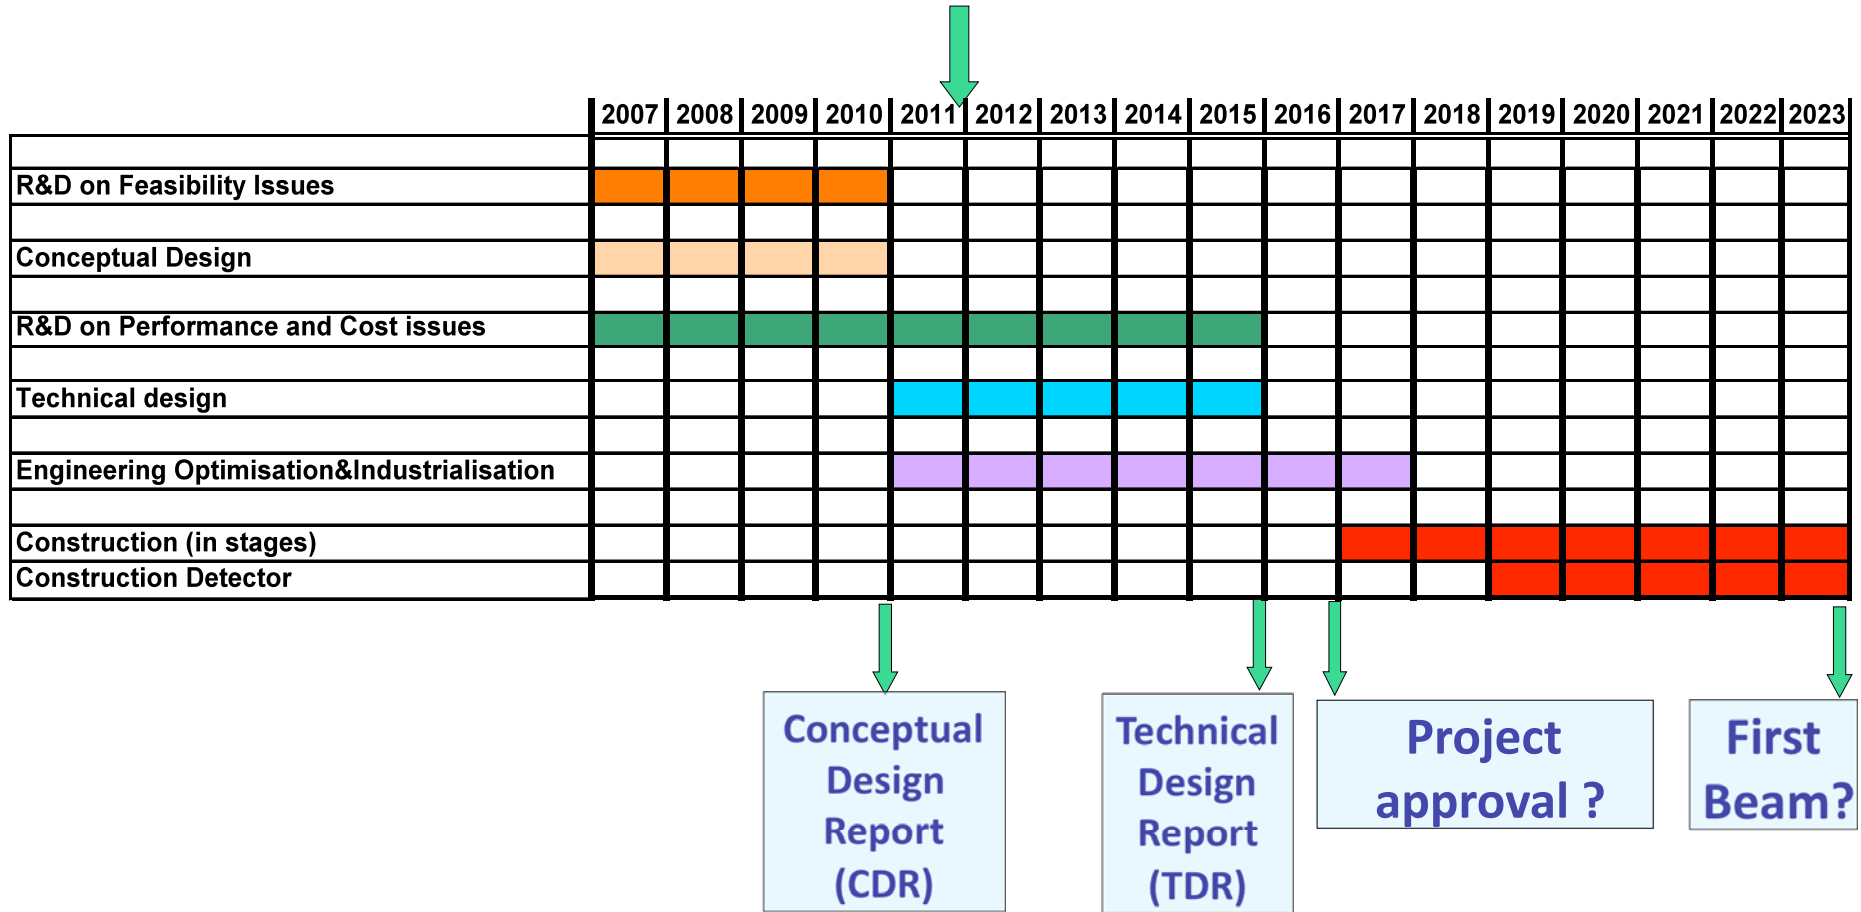 2007 2008 2009 2010 2011 2012 2013 2014 2015 2016 2017 2018 2019 2020 2021 2022 2023
R&D on Feasibility Issues
Conceptual Design
R&D on Performance and Cost issues
Technical design
Engineering Optimisation&Industrialisation
Construction (in stages)
Construction Detector
Conceptual
Design
Report
(CDR)
Technical
Design
Report
(TDR)
Project
approval ?
First
Beam?